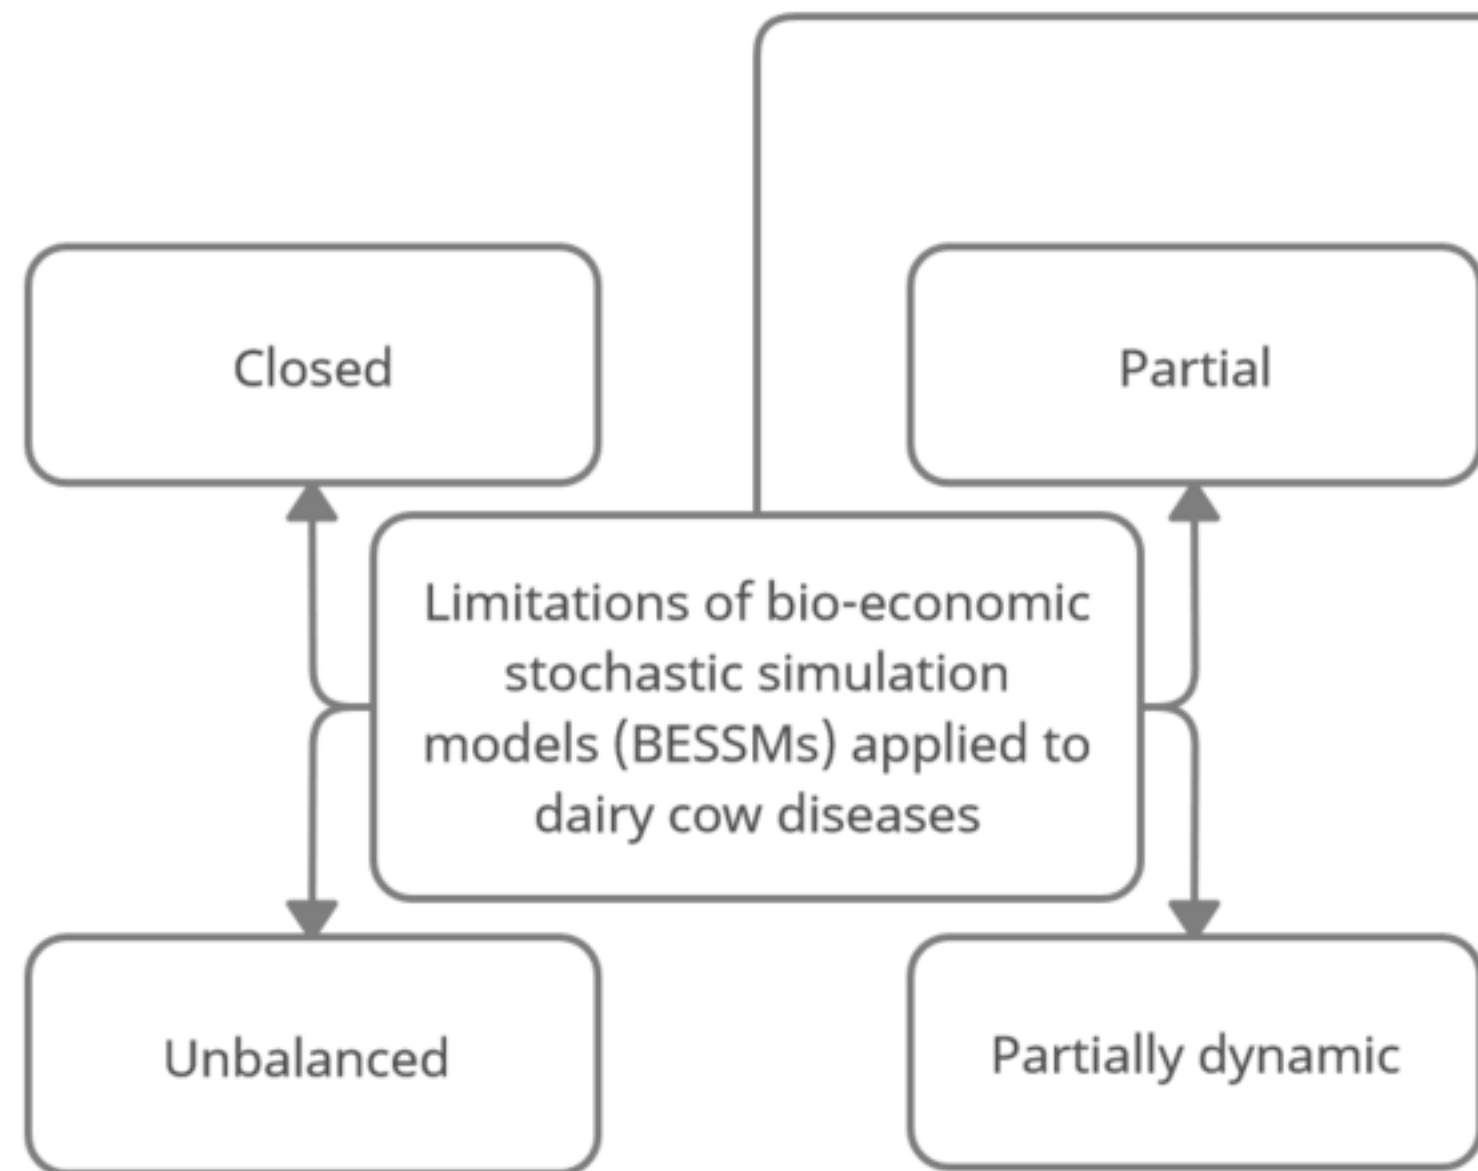 Closed
Partial
Limitations of bio-economic
stochastic simulation
models (BESSMs) applied to
dairy cow diseases
Unbalanced
Partially dynamic